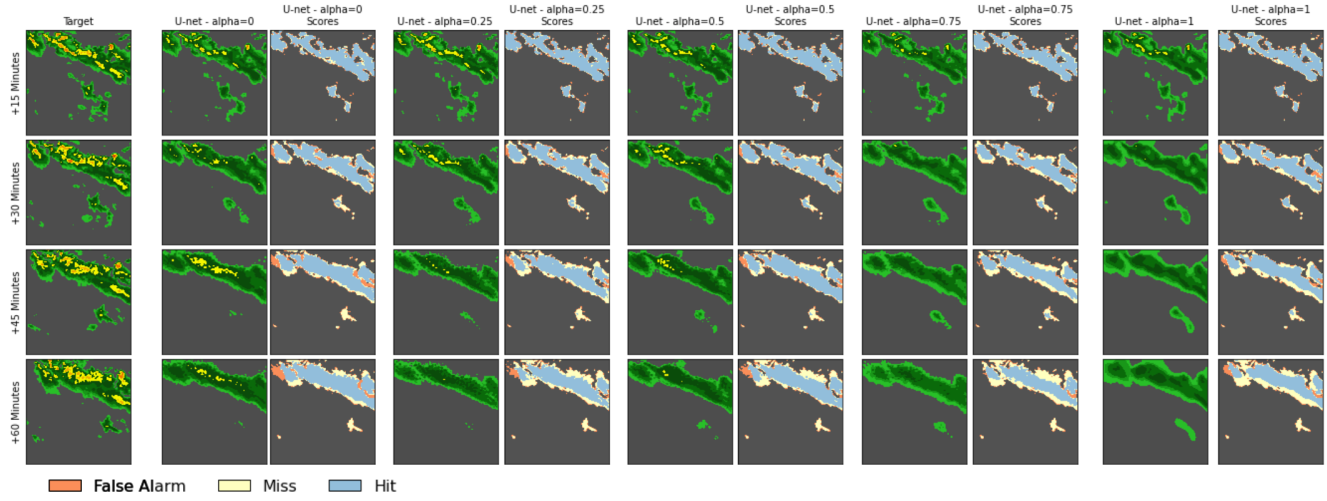 Target
U-net - alpha=0
U-net - alpha=0
Scores
U-net - alpha=0.25
U-net - alpha=0.25
Scores
U-net - alpha=0.5
U-net - alpha=0.5
Scores
U-net - alpha=0.75
U-net - alpha=0.75
Scores
U-net - alpha=1
U-net - alpha=1
Scores
+15 Minutes
+30 Minutes
+45 Minutes
+60 Minutes
False Alarm
Miss
Hit